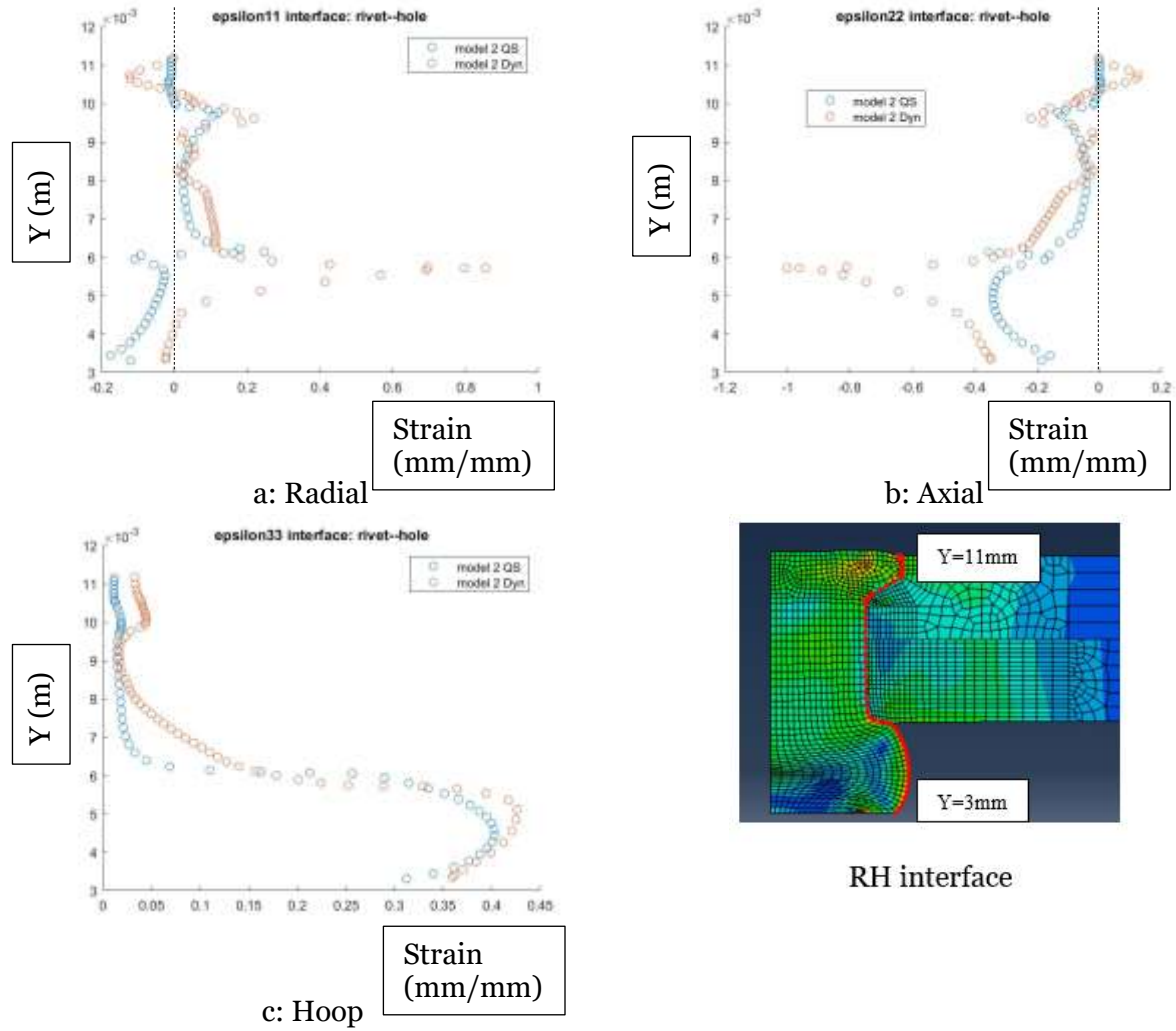 epsilon11 interface: rivet--hole
×10⁻³
12
11
10
9
8
7
6
5
4
3
-0.2 0 0.2 0.4 0.6 0.8 1
model 2 QS
model 2 Dyn
Y (m)
Strain
(mm/mm)
a: Radial
epsilon22 interface: rivet--hole
×10⁻³
12
11
10
9
8
7
6
5
4
3
-1.2 -1 -0.8 -0.6 -0.4 -0.2 0 0.2
model 2 QS
model 2 Dyn
Y (m)
Strain
(mm/mm)
b: Axial
epsilon33 interface: rivet--hole
×10⁻³
12
11
10
9
8
7
6
5
4
3
0 0.05 0.1 0.15 0.2 0.25 0.3 0.35 0.4 0.45
model 2 QS
model 2 Dyn
Y (m)
Strain
(mm/mm)
c: Hoop
Y=11mm
Y=3mm
RH interface